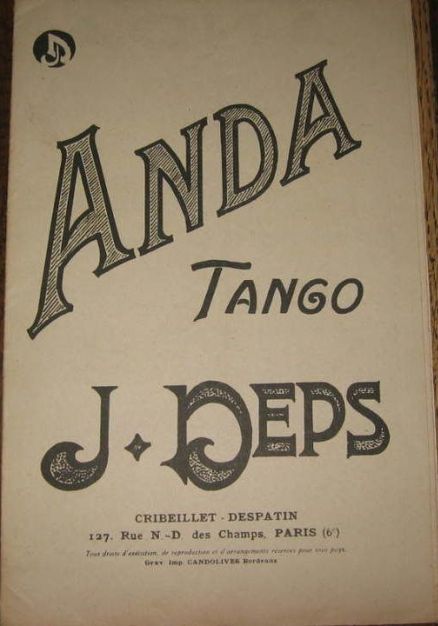 ANDA
TANGO
J. DEPS
CRIBEILLET - DESPATIN
127. Rue N.-D des Champs, PARIS (6e)
Tous droits d'exécution, de reproduction et d'arrangements réservés pour tous pays.
Grav Imp. CANDOLIVES Bordeaux